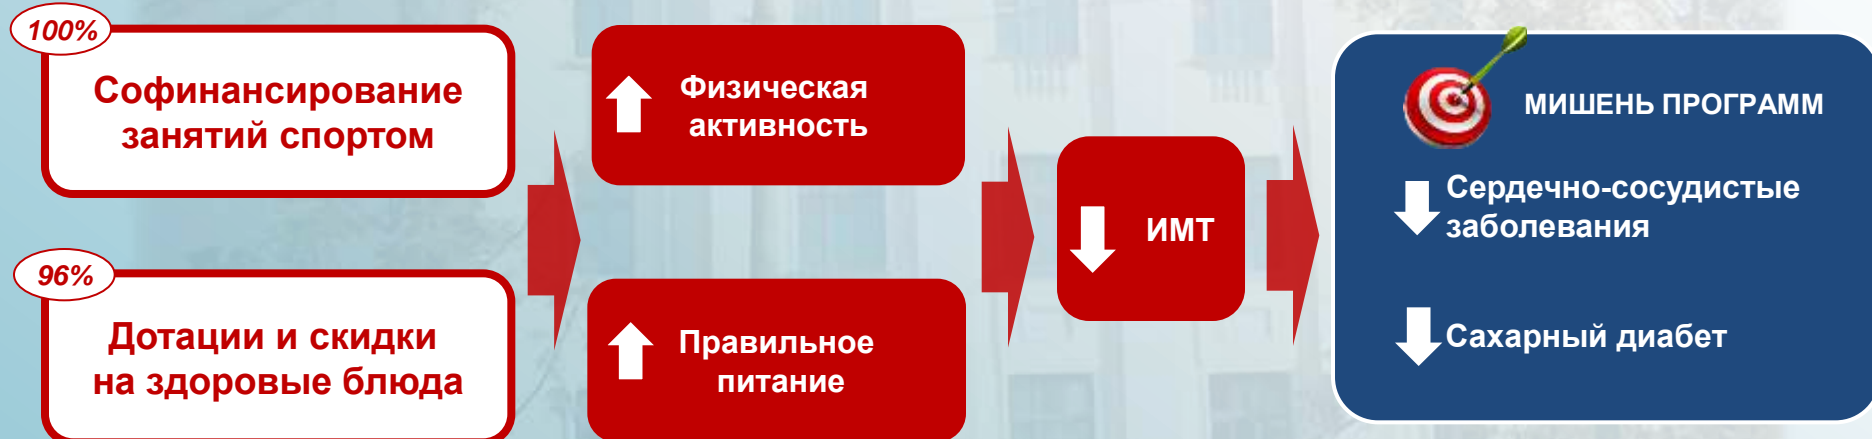 100%
Софинансирование
занятий спортом
96%
Дотации и скидки
на здоровые блюда
Физическая
активность
Правильное
питание
ИМТ
МИШЕНЬ ПРОГРАММ
Сердечно-сосудистые
заболевания
Сахарный диабет